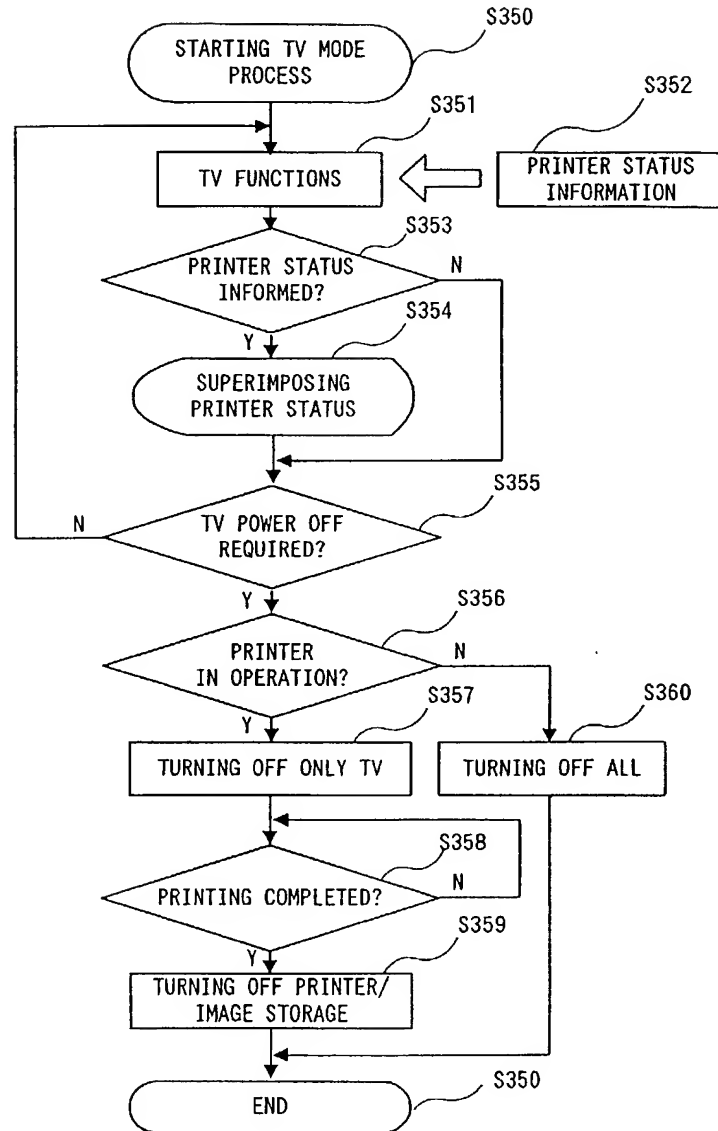 S350
STARTING TV MODE
PROCESS
S351
S352
TV FUNCTIONS
PRINTER STATUS
INFORMATION
S353
PRINTER STATUS
INFORMED?
N
Y
S354
SUPERIMPOSING
PRINTER STATUS
S355
N
TV POWER OFF
REQUIRED?
Y
S356
PRINTER
IN OPERATION?
N
Y
S357
S360
TURNING OFF ONLY TV
TURNING OFF ALL
S358
PRINTING COMPLETED?
N
Y
S359
TURNING OFF PRINTER/
IMAGE STORAGE
S350
END